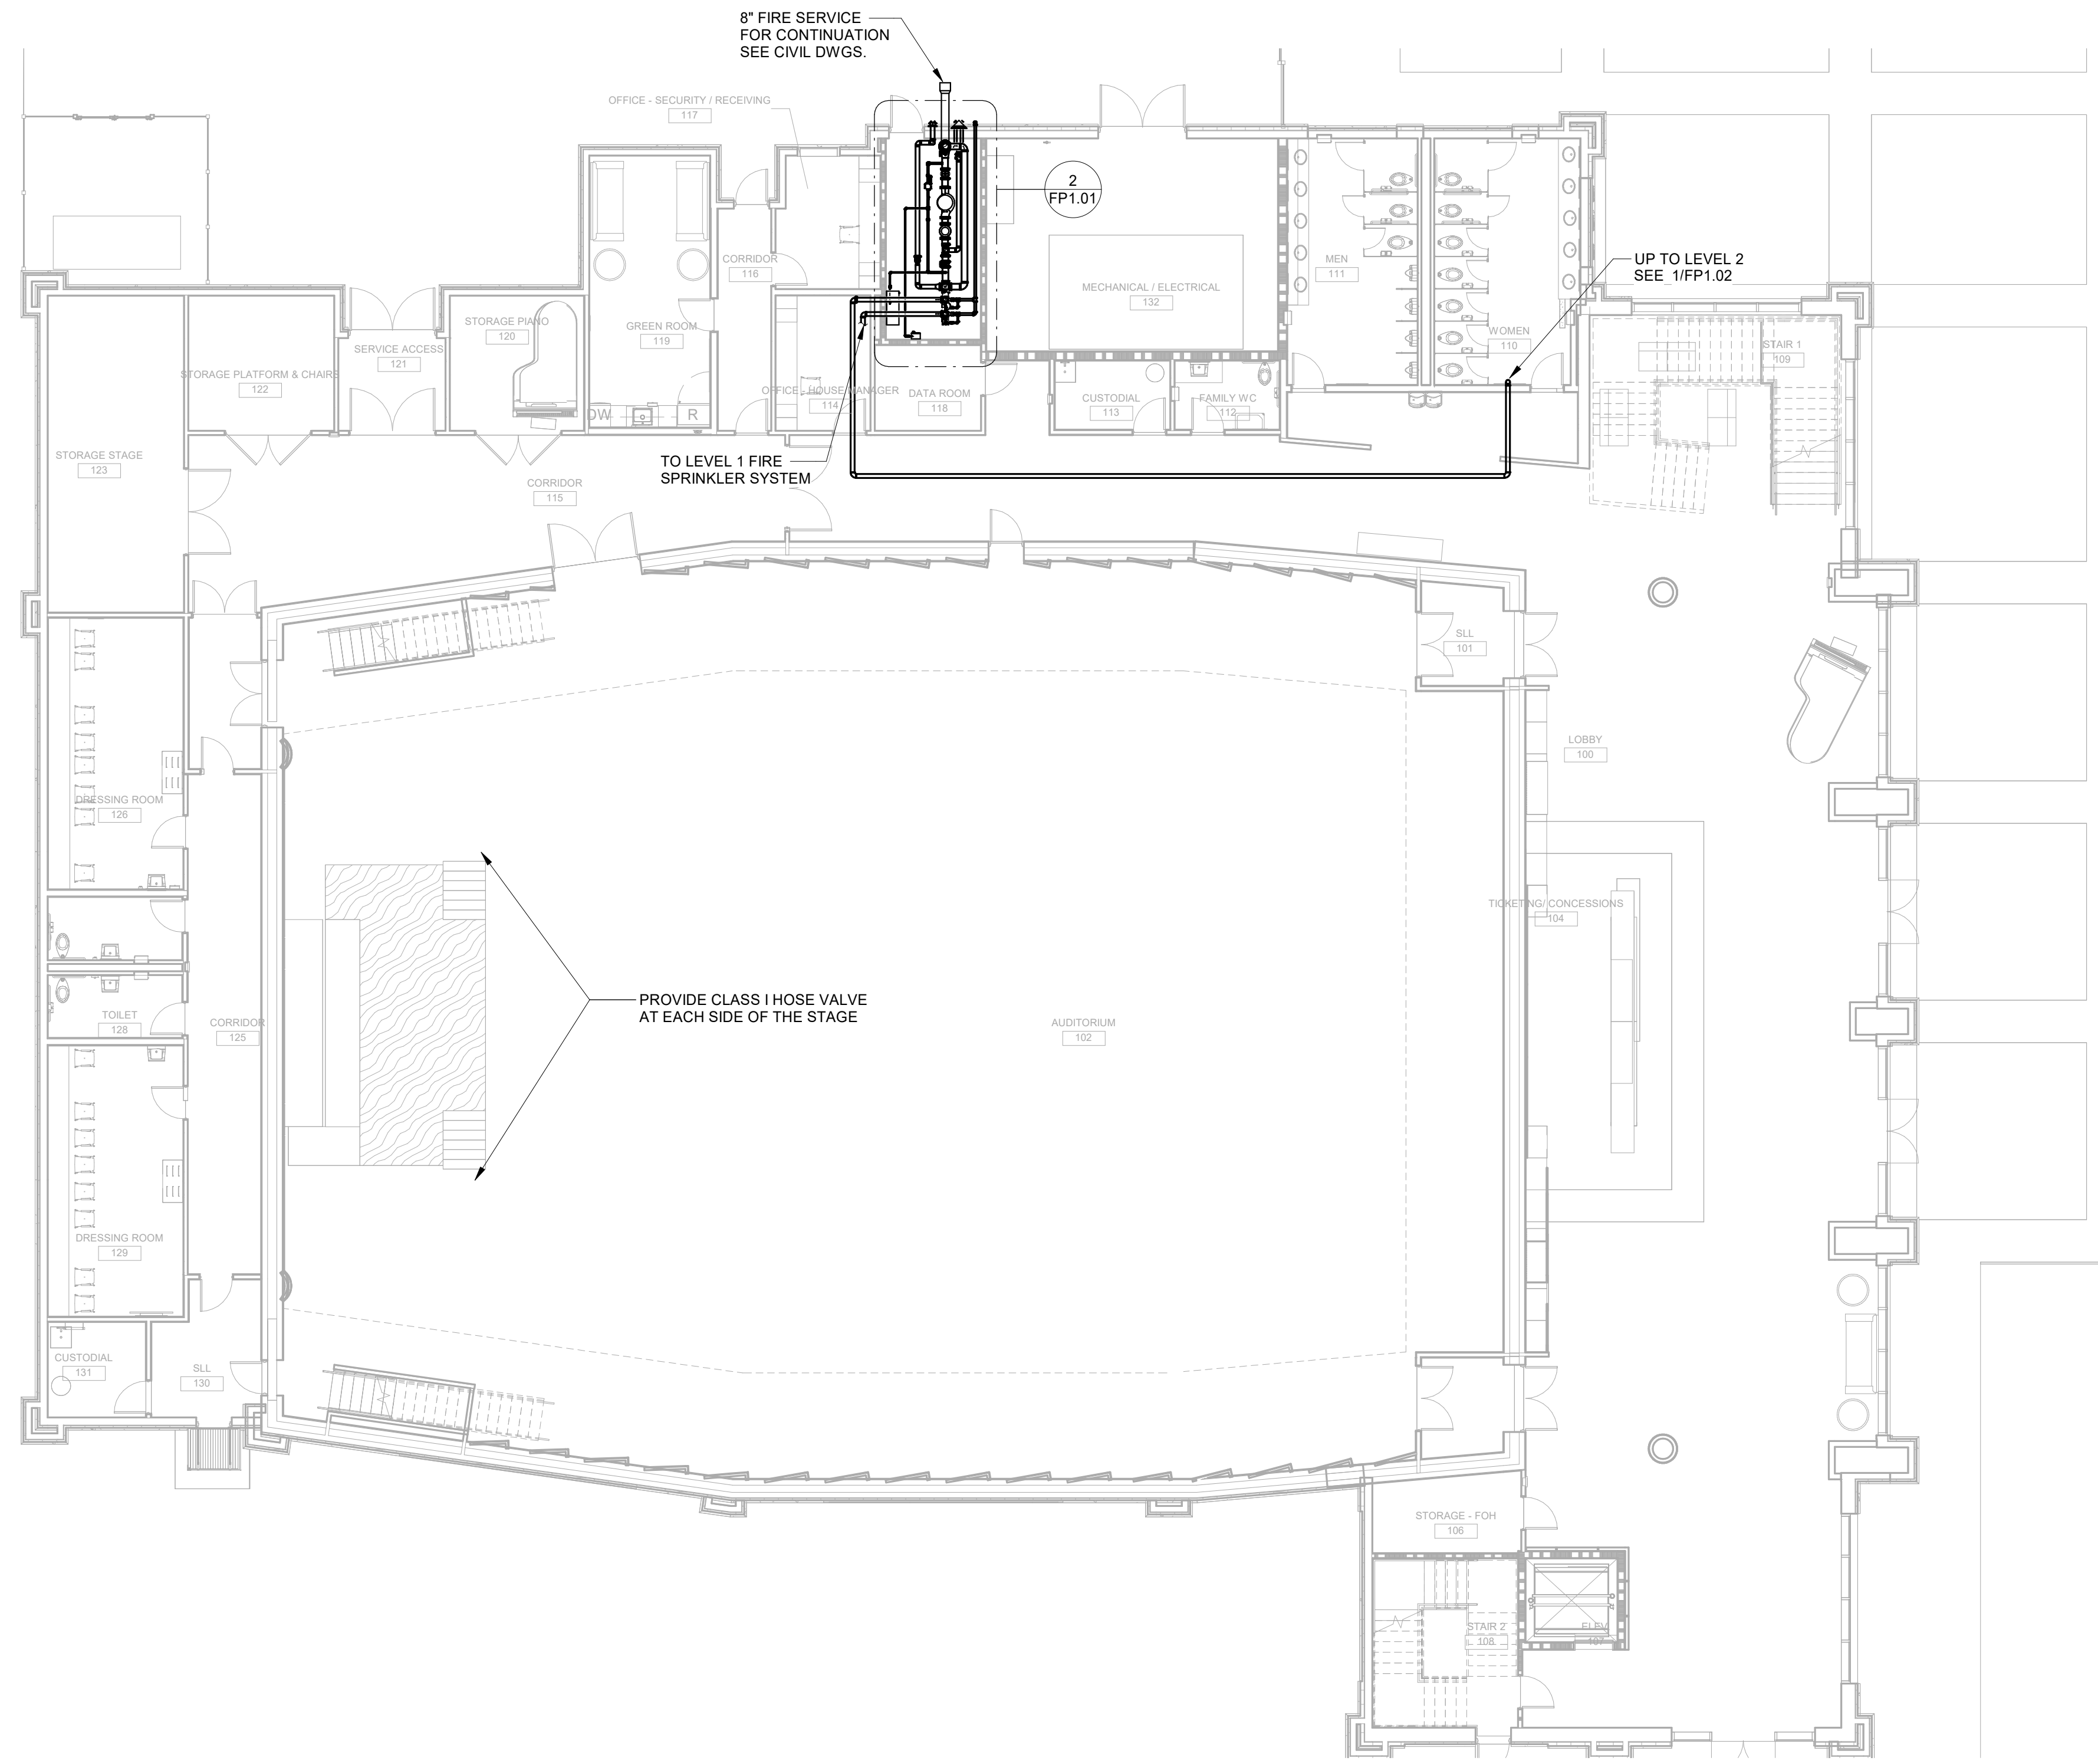 8" FIRE SERVICE
FOR CONTINUATION
SEE CIVIL DWGS.
OFFICE - SECURITY / RECEIVING
117
2
FP1.01
UP TO LEVEL 2
SEE 1/FP1.02
CORRIDOR
116
MEN
111
MECHANICAL / ELECTRICAL
132
STORAGE PIANO
120
GREEN ROOM
119
WOMEN
110
STAIR 1
109
SERVICE ACCESS
121
STORAGE PLATFORM & CHAIRS
122
OFFICE - HOUSE MANAGER
114
DATA ROOM
118
CUSTODIAL
113
FAMILY WC
112
DW
R
STORAGE STAGE
123
TO LEVEL 1 FIRE
SPRINKLER SYSTEM
CORRIDOR
115
SLL
101
LOBBY
100
DRESSING ROOM
126
TICKETING/ CONCESSIONS
104
PROVIDE CLASS I HOSE VALVE
AT EACH SIDE OF THE STAGE
TOILET
128
CORRIDOR
125
AUDITORIUM
102
DRESSING ROOM
129
CUSTODIAL
131
SLL
130
STORAGE - FOH
106
STAIR 2
108
ELEV
107